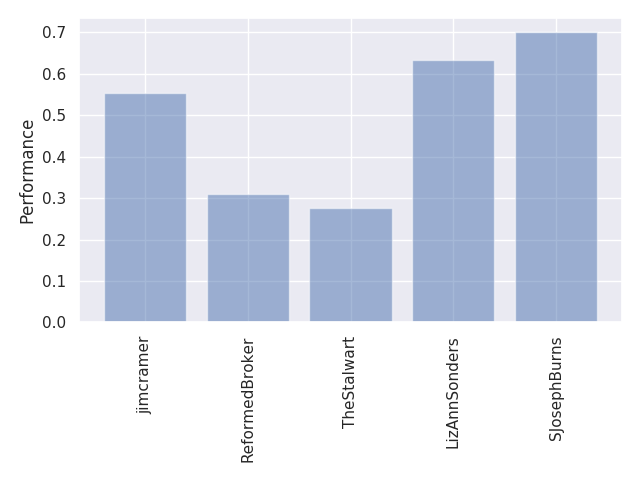 0.7
0.6
0.5
0.4
0.3
0.2
0.1
0.0
Performance
jimcramer
ReformedBroker
TheStalwart
LizAnnSonders
SJosephBurns